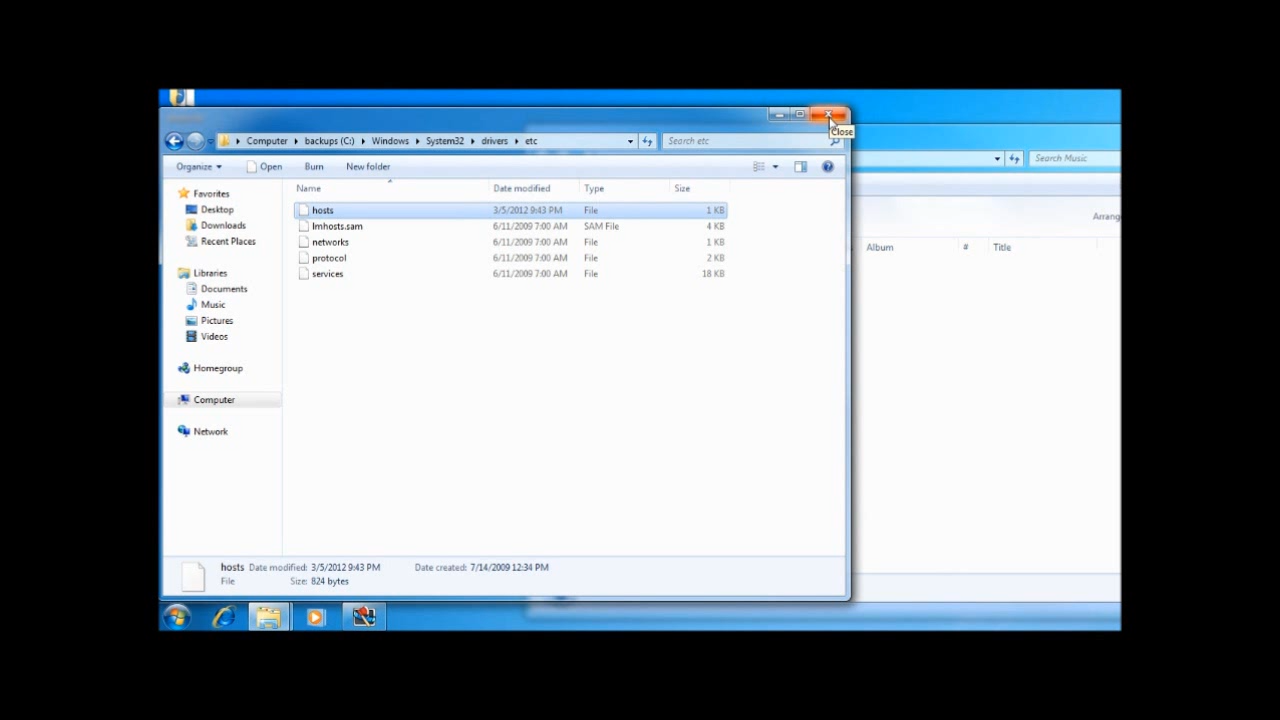 Close
Computer backups (C:) Windows System32 drivers etc
Search etc
Search Music
Organize Open Burn New folder
Arrang
Name Date modified Type Size
Album # Title
Favorites
Desktop
Downloads
Recent Places
Libraries
Documents
Music
Pictures
Videos
Homegroup
Computer
Network
hosts 3/5/2012 9:43 PM File 1 KB
lmhosts.sam 6/11/2009 7:00 AM SAM File 4 KB
networks 6/11/2009 7:00 AM File 1 KB
protocol 6/11/2009 7:00 AM File 2 KB
services 6/11/2009 7:00 AM File 18 KB
hosts Date modified: 3/5/2012 9:43 PM Date created: 7/14/2009 12:34 PM
File Size: 824 bytes